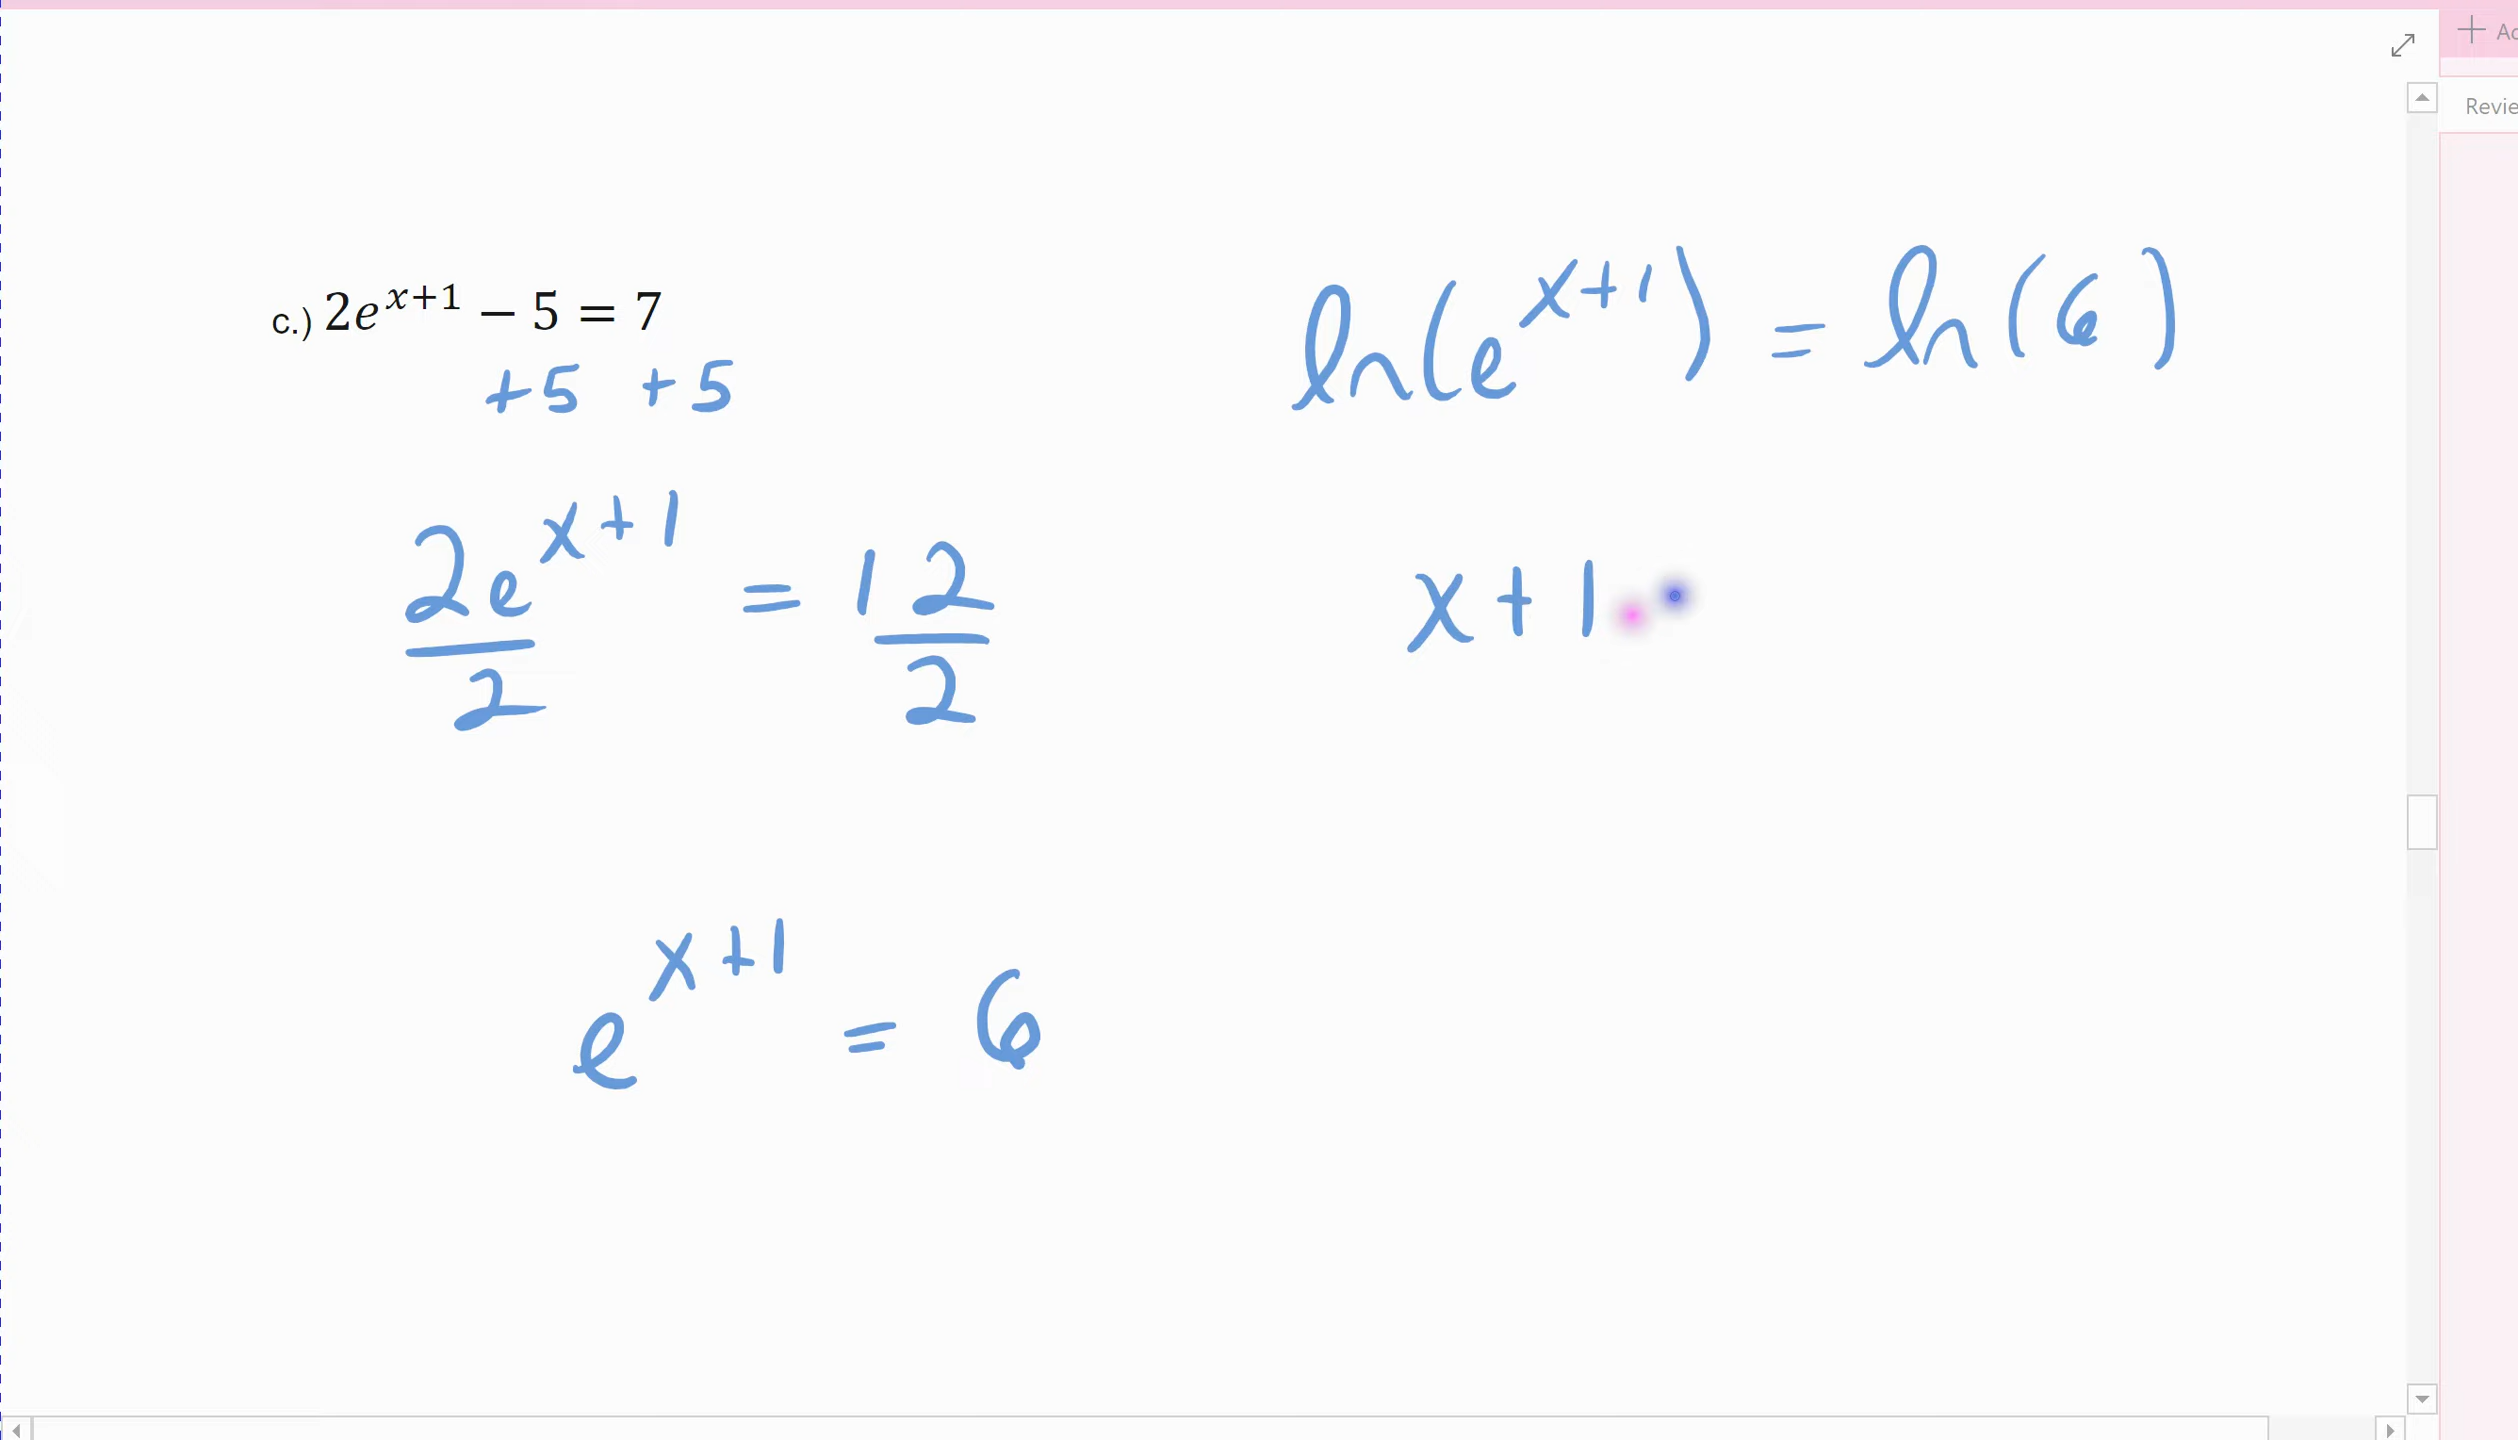 c.) 2e^{x+1} − 5 = 7
+5 +5
2e^{x+1} = 12
2 2
e^{x+1} = 6
ln(e^{x+1}) = ln(6)
x+1